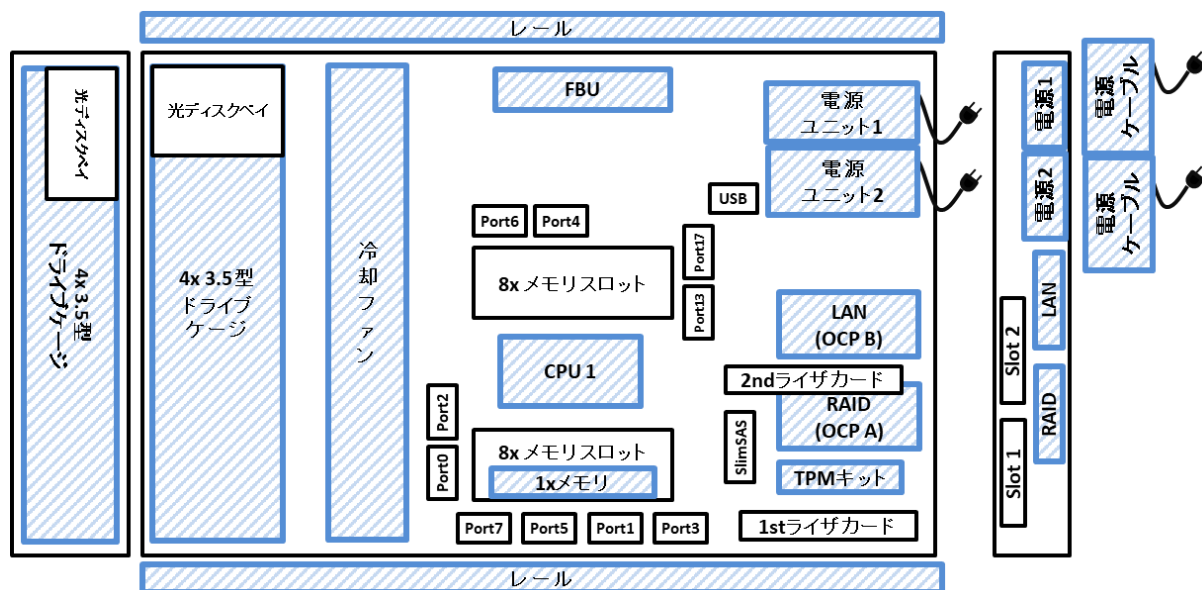 レール
光ディスクベイ
4x 3.5型
ドライブケージ
光ディスクベイ
4x 3.5型
ドライブ
ケージ
冷却ファン
FBU
電源
ユニット1
電源
ユニット2
USB
Port6
Port4
Port17
Port13
8xメモリスロット
LAN
(OCP B)
CPU 1
2ndライザカード
RAID
(OCP A)
Port2
Port0
SlimSAS
8xメモリスロット
1xメモリ
TPMキット
Port7
Port5
Port1
Port3
1stライザカード
レール
電源1
電源2
LAN
RAID
Slot 2
Slot 1
電源
ケーブル
電源
ケーブル